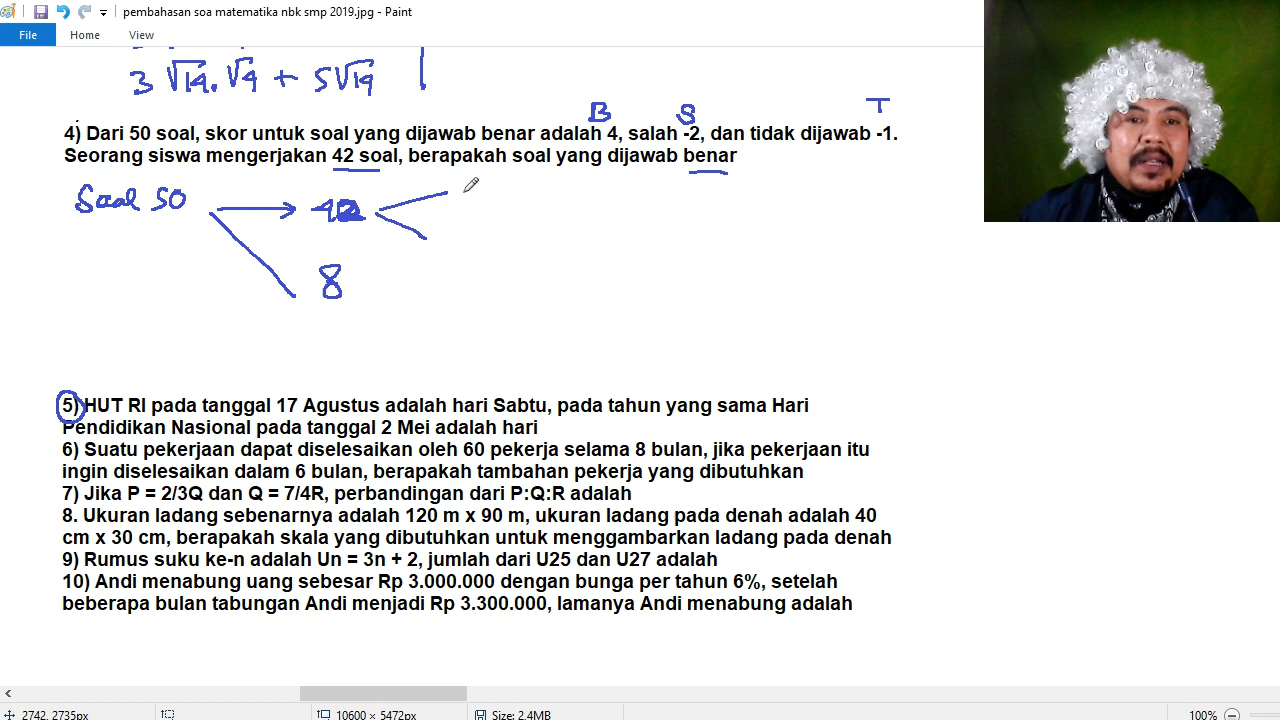 pembahasan soa matematika nbk smp 2019.jpg - Paint
File Home View
3 √14 . √4 + 5√14
B S T
4) Dari 50 soal, skor untuk soal yang dijawab benar adalah 4, salah -2, dan tidak dijawab -1.
Seorang siswa mengerjakan 42 soal, berapakah soal yang dijawab benar
Soal 50
42
8
5) HUT RI pada tanggal 17 Agustus adalah hari Sabtu, pada tahun yang sama Hari
Pendidikan Nasional pada tanggal 2 Mei adalah hari
6) Suatu pekerjaan dapat diselesaikan oleh 60 pekerja selama 8 bulan, jika pekerjaan itu
ingin diselesaikan dalam 6 bulan, berapakah tambahan pekerja yang dibutuhkan
7) Jika P = 2/3Q dan Q = 7/4R, perbandingan dari P:Q:R adalah
8. Ukuran ladang sebenarnya adalah 120 m x 90 m, ukuran ladang pada denah adalah 40
cm x 30 cm, berapakah skala yang dibutuhkan untuk menggambarkan ladang pada denah
9) Rumus suku ke-n adalah Un = 3n + 2, jumlah dari U25 dan U27 adalah
10) Andi menabung uang sebesar Rp 3.000.000 dengan bunga per tahun 6%, setelah
beberapa bulan tabungan Andi menjadi Rp 3.300.000, lamanya Andi menabung adalah
2742, 2735px 10600 × 5472px Size: 2.4MB 100%